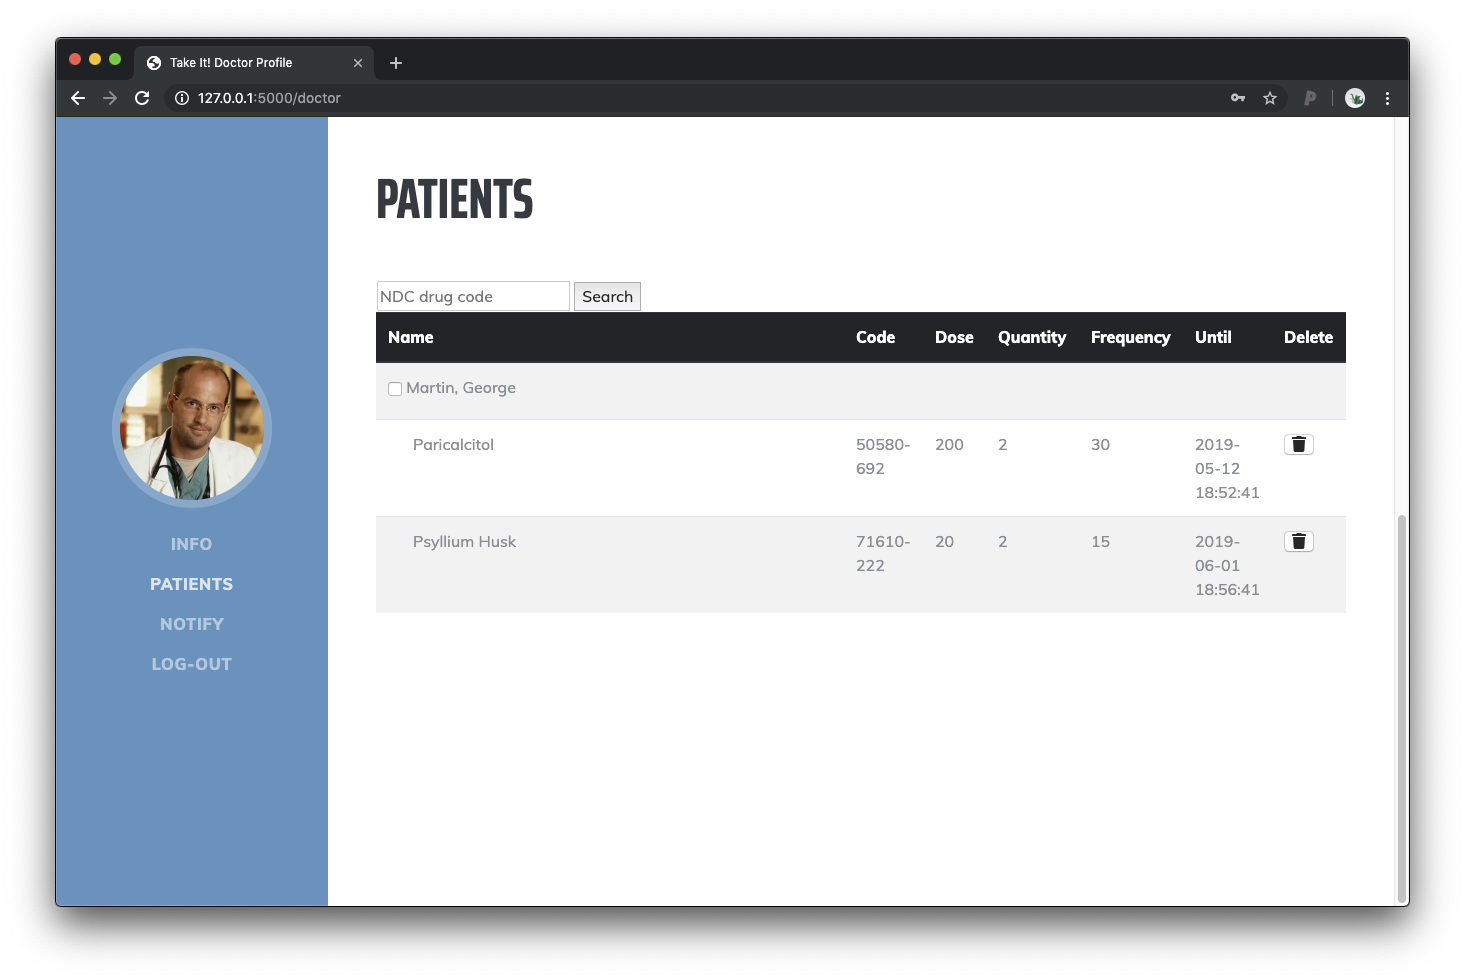 Take It! Doctor Profile
127.0.0.1:5000/doctor
PATIENTS
NDC drug code Search
Name Code Dose Quantity Frequency Until Delete
Martin, George
Paricalcitol 50580- 200 2 30 2019-
692 05-12
18:52:41
Psyllium Husk 71610- 20 2 15 2019-
222 06-01
18:56:41
INFO
PATIENTS
NOTIFY
LOG-OUT